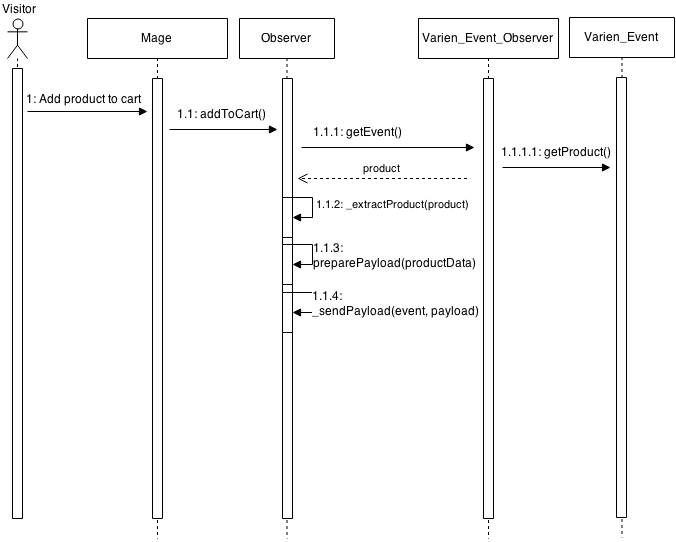 Visitor
Mage
Observer
Varien_Event_Observer
Varien_Event
1: Add product to cart
1.1: addToCart()
1.1.1: getEvent()
1.1.1.1: getProduct()
product
1.1.2: _extractProduct(product)
1.1.3:
preparePayload(productData)
1.1.4:
_sendPayload(event, payload)